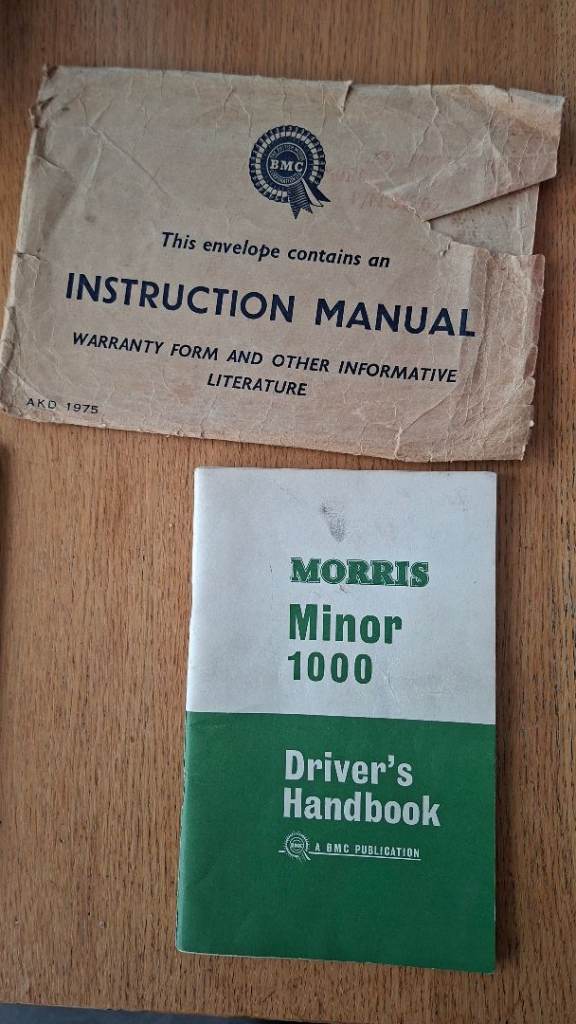 BMC
This envelope contains an
INSTRUCTION MANUAL
WARRANTY FORM AND OTHER INFORMATIVE
LITERATURE
AKD 1975
MORRIS
Minor
1000
Driver's
Handbook
BMC
A BMC PUBLICATION